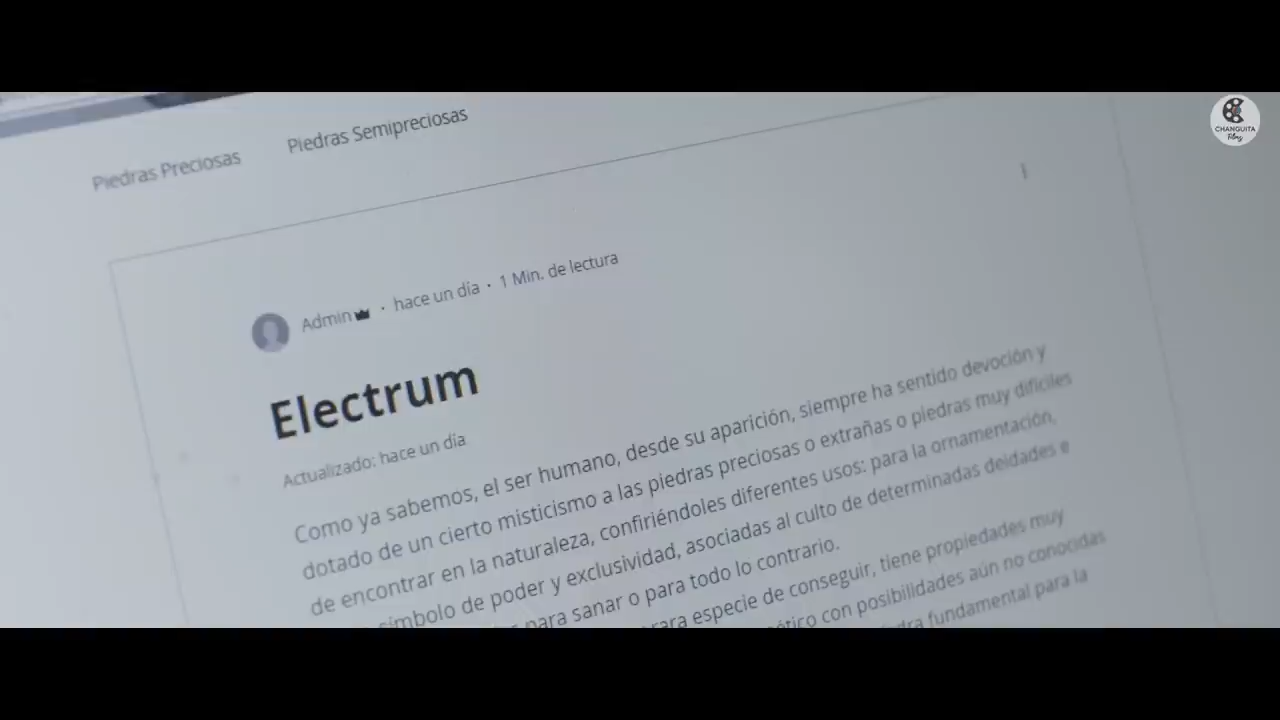 Piedras Preciosas
Piedras Semipreciosas
CHANGUITA
Films
Admin · hace un día · 1 Min. de lectura
Electrum
Actualizado: hace un día
Como ya sabemos, el ser humano, desde su aparición, siempre ha sentido devoción y
dotado de un cierto misticismo a las piedras preciosas o extrañas o piedras muy difíciles
de encontrar en la naturaleza, confiriéndoles diferentes usos: para la ornamentación,
símbolo de poder y exclusividad, asociadas al culto de determinadas deidades e
para sanar o para todo lo contrario.
especie de conseguir, tiene propiedades muy
con posibilidades aún no conocidas
fundamental para la